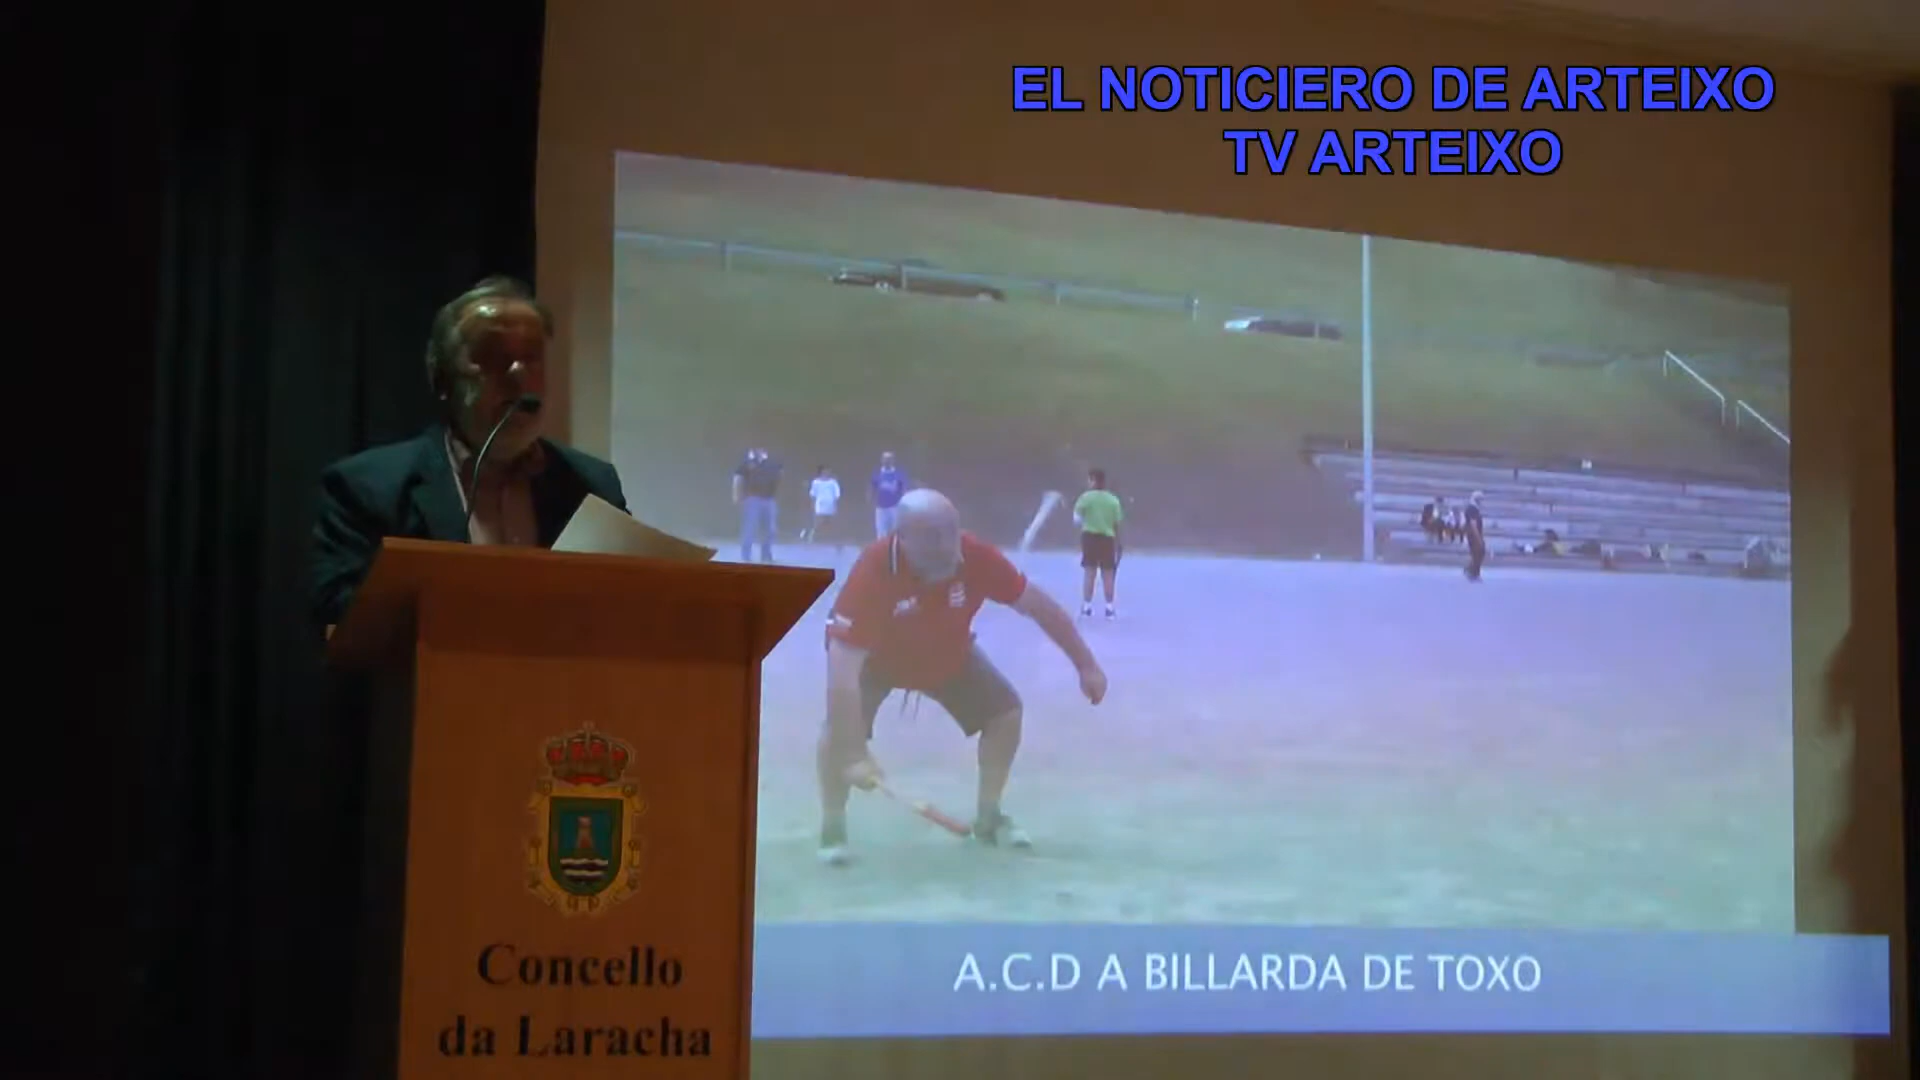 EL NOTICIERO DE ARTEIXO
TV ARTEIXO
A.C.D A BILLARDA DE TOXO
Concello
da Laracha